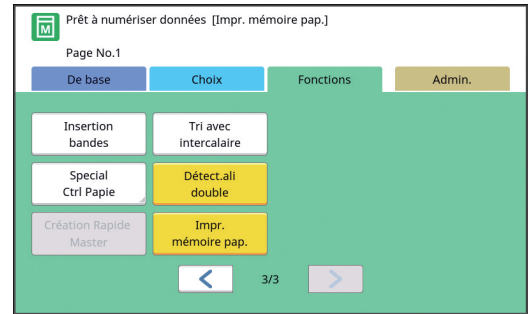 Prêt à numériser données [Impr. mémoire pap.]
M
Page No.1
De base
Choix
Fonctions
Admin.
Insertion
bandes
Tri avec
intercalaire
Special
Ctrl Papie
Détect.ali
double
Création Rapide
Master
Impr.
mémoire pap.
3/3